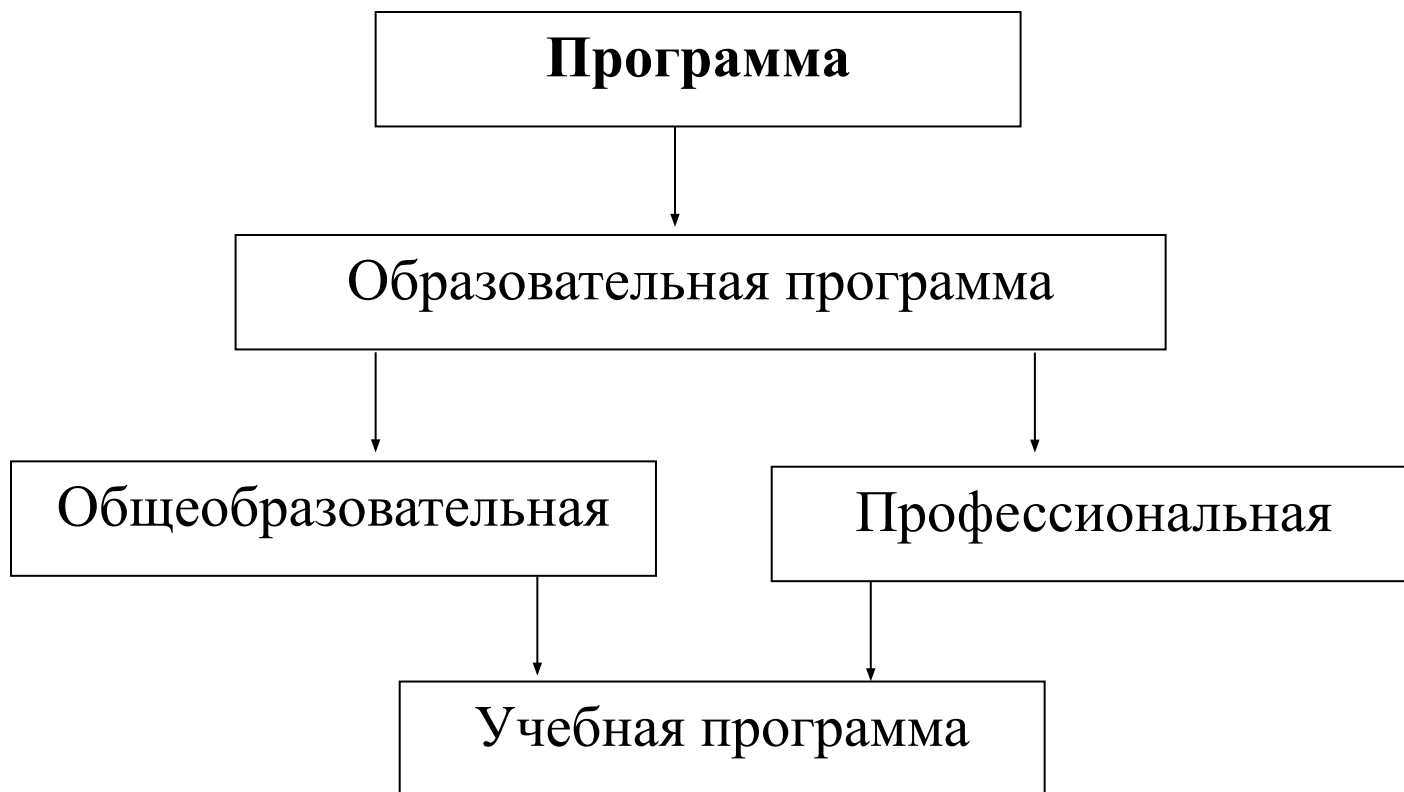 Программа
Образовательная программа
Общеобразовательная
Профессиональная
Учебная программа